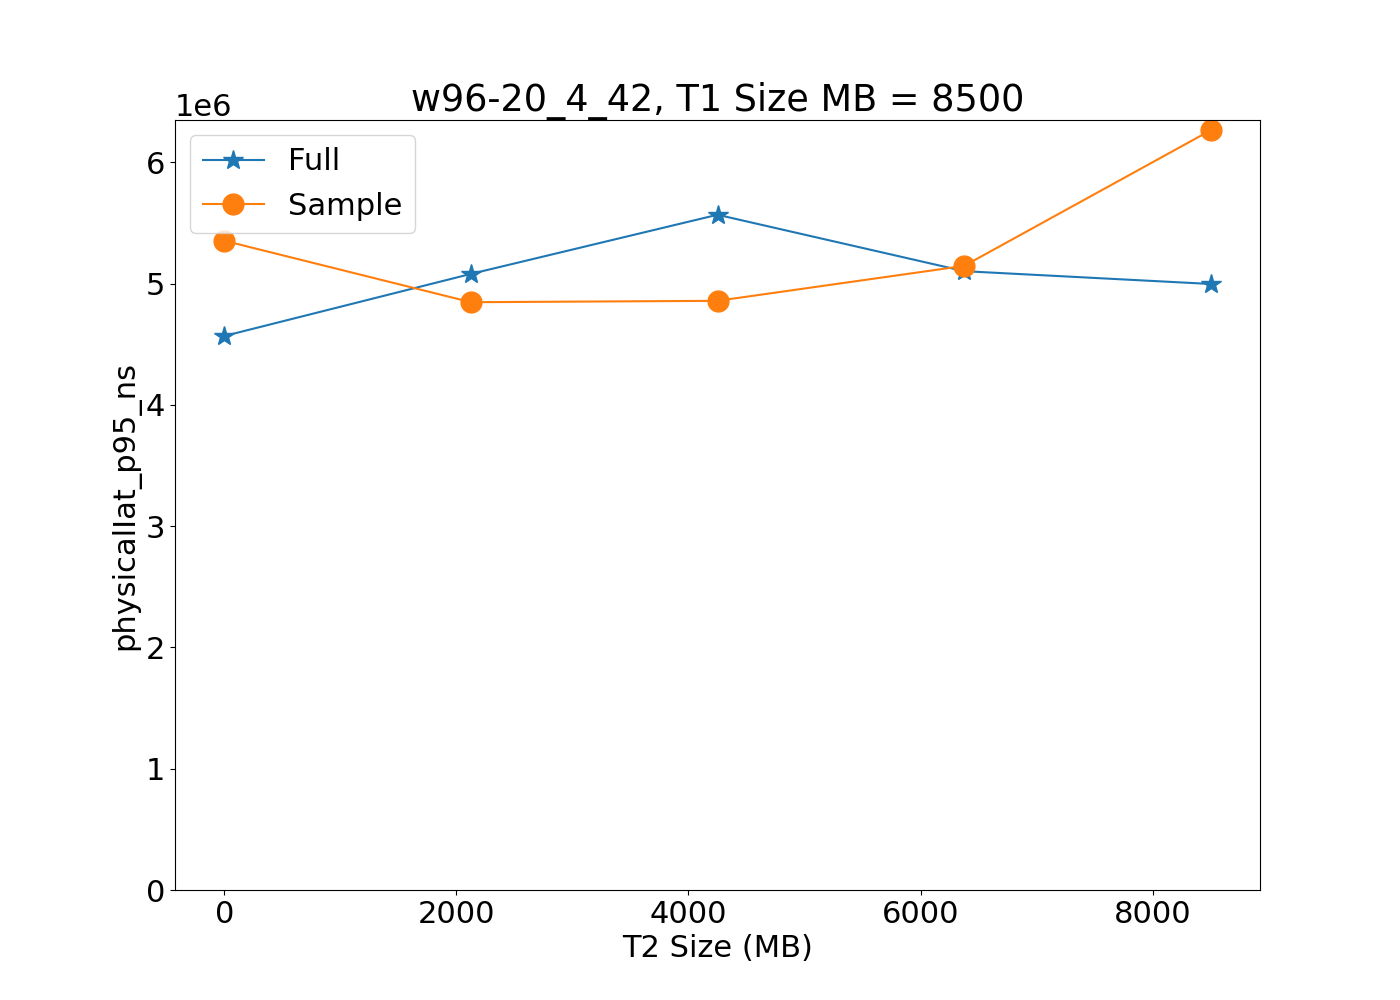 w96-20_4_42, T1 Size MB = 8500
1e6
Full
Sample
6
5
4
3
2
1
0
physicallat_p95_ns
0 2000 4000 6000 8000
T2 Size (MB)